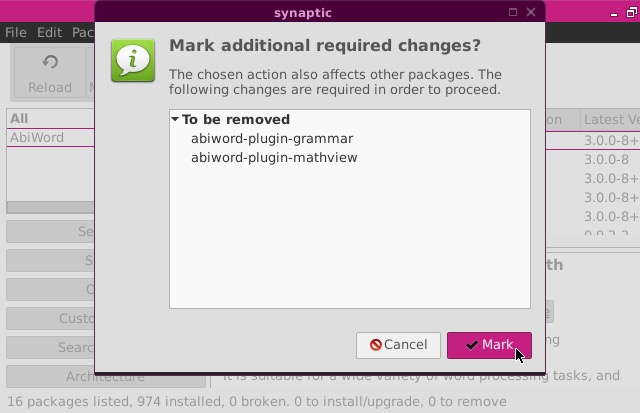 synaptic
File Edit Pac
Mark additional required changes?
The chosen action also affects other packages. The
following changes are required in order to proceed.
Reload
To be removed
abiword-plugin-grammar
abiword-plugin-mathview
All
AbiWord
on Latest Ve
3.0.0-8+
3.0.0-8
3.0.0-8+
3.0.0-8+
3.0.0-8+
Se
S
O
Custo
Searc
Architecture
th
ng
Cancel
Mark
It is suitable for a wide variety of word processing tasks, and
16 packages listed, 974 installed, 0 broken. 0 to install/upgrade, 0 to remove